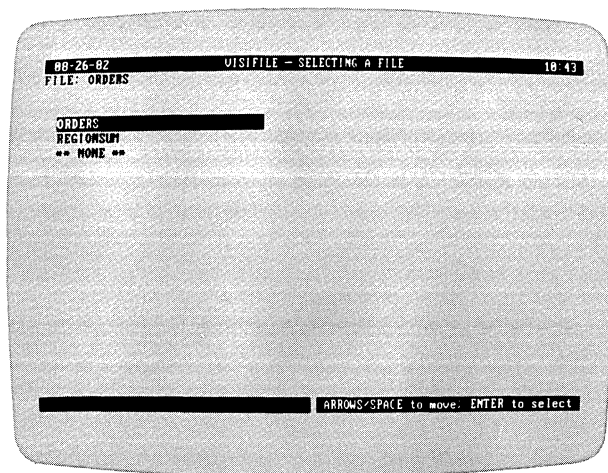 08-26-82 VISIFILE - SELECTING A FILE 10:43
FILE: ORDERS
ORDERS
REGIONSUM
** NONE **
ARROWS/SPACE to move. ENTER to select